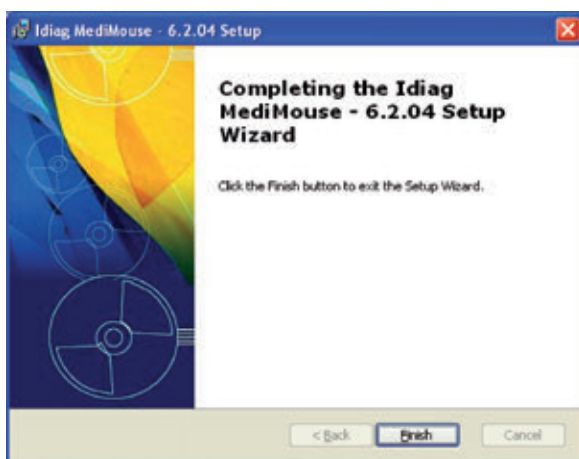 Idiag MediMouse - 6.2.04 Setup
Completing the Idiag
MediMouse - 6.2.04 Setup
Wizard
Click the Finish button to exit the Setup Wizard.
< Back Finish Cancel